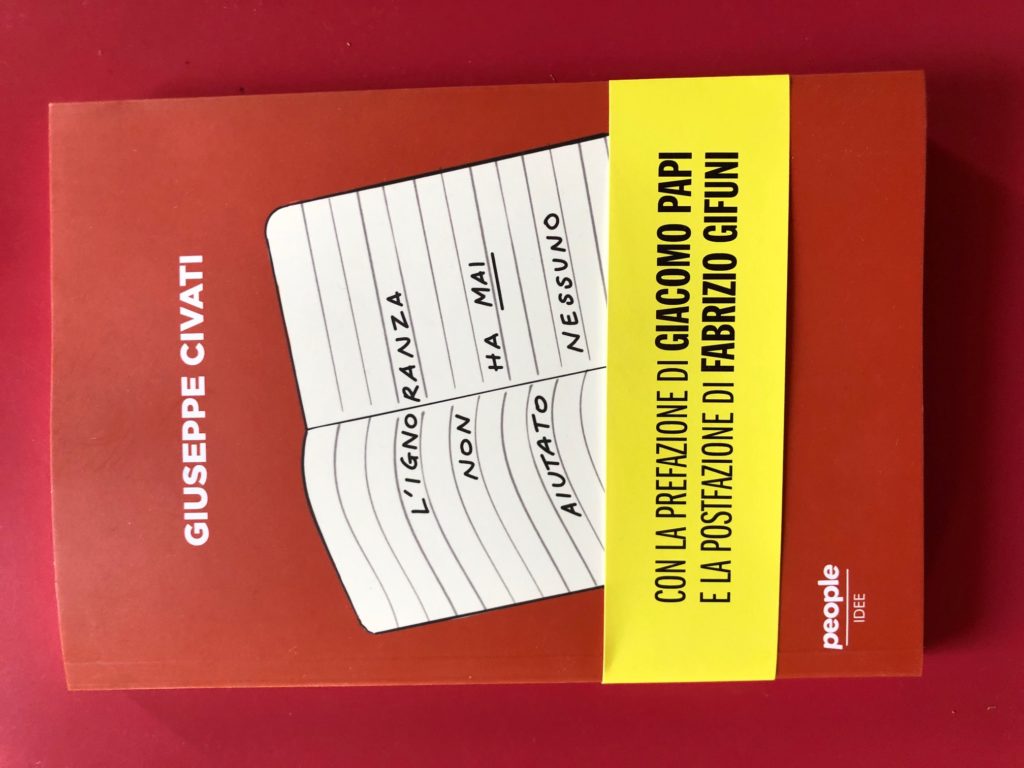 GIUSEPPE CIVATI
L'IGNORANZA
NON HA MAI
AIUTATO NESSUNO
CON LA PREFAZIONE DI GIACOMO PAPI
E LA POSTFAZIONE DI FABRIZIO GIFUNI
people
IDEE